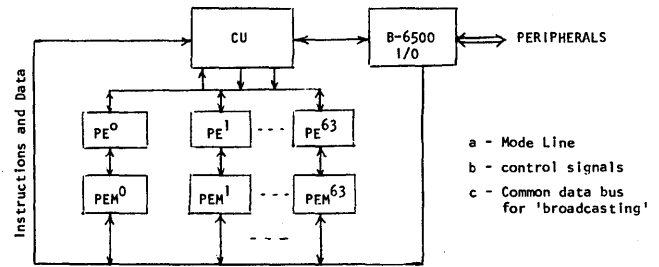 CU
B-6500
I/O
PERIPHERALS
Instructions and Data
PE⁰
PE¹
PE⁶³
PEM⁰
PEM¹
PEM⁶³
a - Mode Line
b - control signals
c - Common data bus
for 'broadcasting'